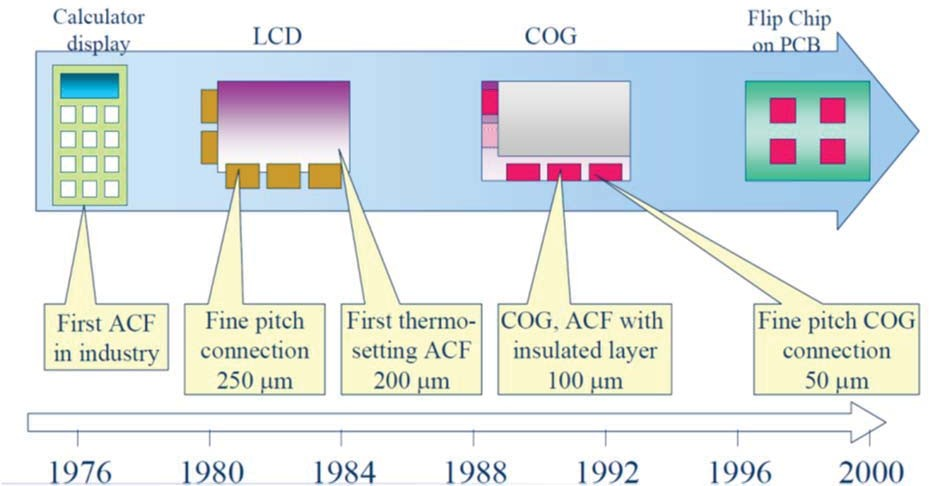 Calculator
display
LCD
COG
Flip Chip
on PCB
First ACF
in industry
Fine pitch
connection
250 μm
First thermo-
setting ACF
200 μm
COG, ACF with
insulated layer
100 μm
Fine pitch COG
connection
50 μm
1976 1980 1984 1988 1992 1996 2000